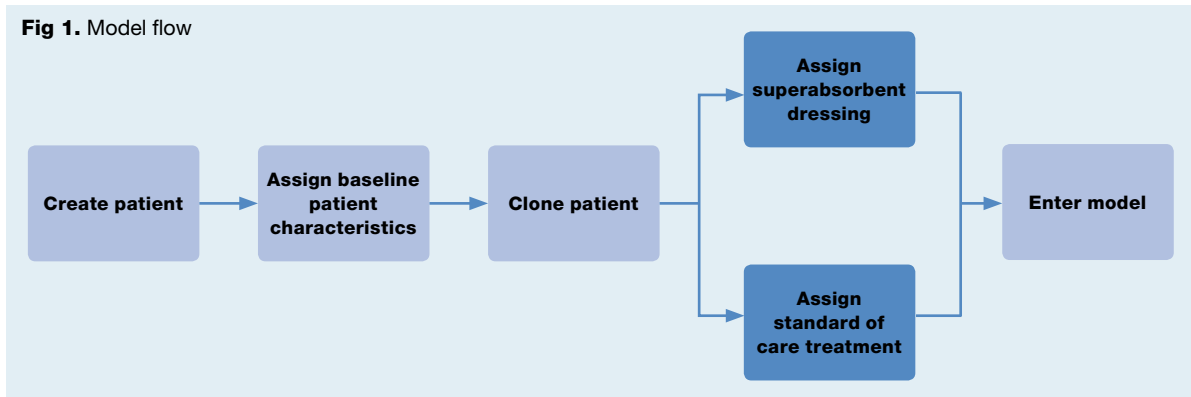 Fig 1. Model flow
Create patient
Assign baseline
patient
characteristics
Clone patient
Assign
superabsorbent
dressing
Assign
standard of
care treatment
Enter model